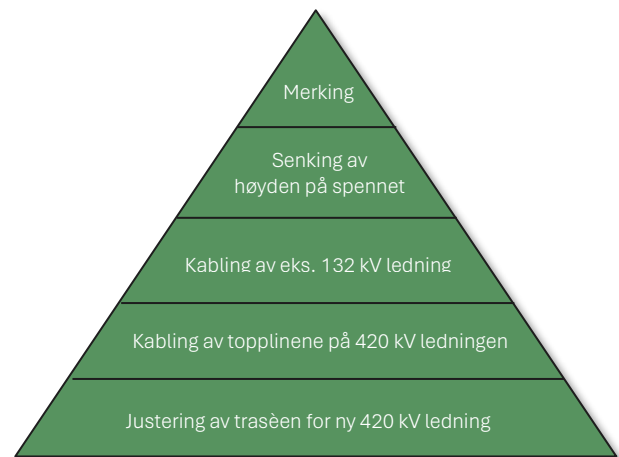 Merking
Senking av
høyden på spennet
Kabling av eks. 132 kV ledning
Kabling av topplinene på 420 kV ledningen
Justering av trasèen for ny 420 kV ledning